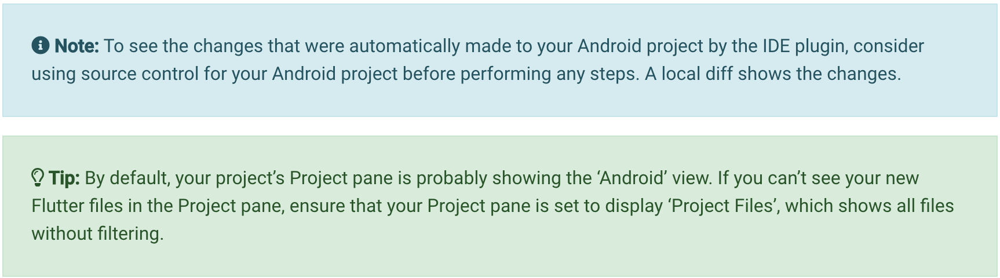 Note: To see the changes that were automatically made to your Android project by the IDE plugin, consider
using source control for your Android project before performing any steps. A local diff shows the changes.
Tip: By default, your project’s Project pane is probably showing the ‘Android’ view. If you can’t see your new
Flutter files in the Project pane, ensure that your Project pane is set to display ‘Project Files’, which shows all files
without filtering.